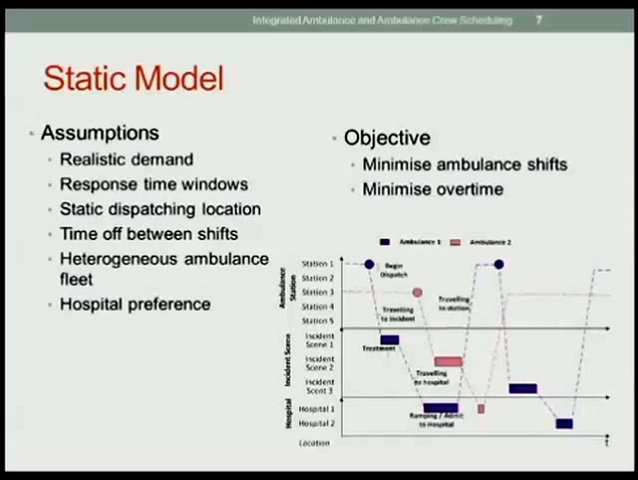 Integrated Ambulance and Ambulance Crew Scheduling 7
Static Model
Assumptions
Realistic demand
Response time windows
Static dispatching location
Time off between shifts
Heterogeneous ambulance
fleet
Hospital preference
Objective
Minimise ambulance shifts
Minimise overtime
Ambulance 1 Ambulance 2
Ambulance
Station
Station 1
Station 2
Station 3
Station 4
Station 5
Begin
Dispatch
Travelling
to incident
Travelling
to station
Incident Scene
Incident
Scene 1
Incident
Scene 2
Incident
Scent 3
Treatment
Travelling
to hospital
Hospital
Hospital 1
Hospital 2
Ramping / Admit
to Hospital
Location
t